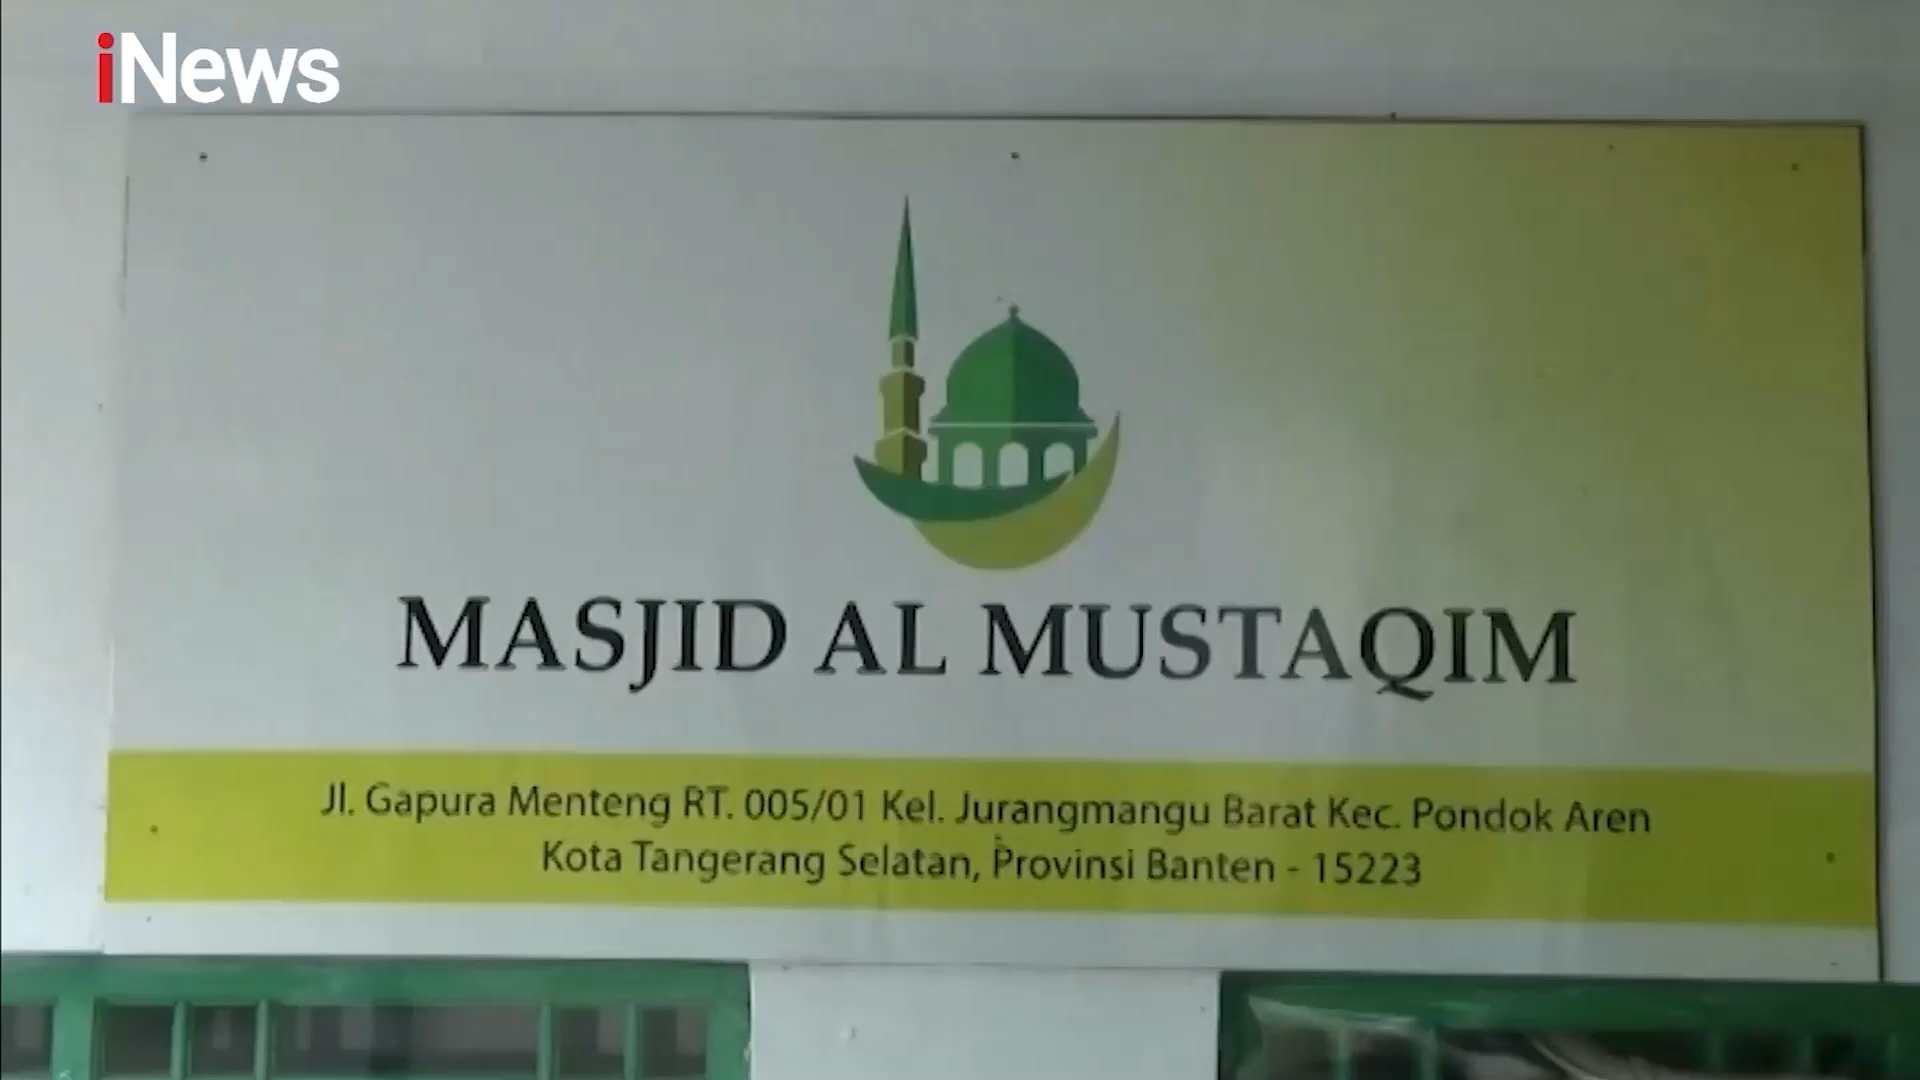 iNews
MASJID AL MUSTAQIM
Jl. Gapura Menteng RT. 005/01 Kel. Jurangmangu Barat Kec. Pondok Aren
Kota Tangerang Selatan, Provinsi Banten - 15223